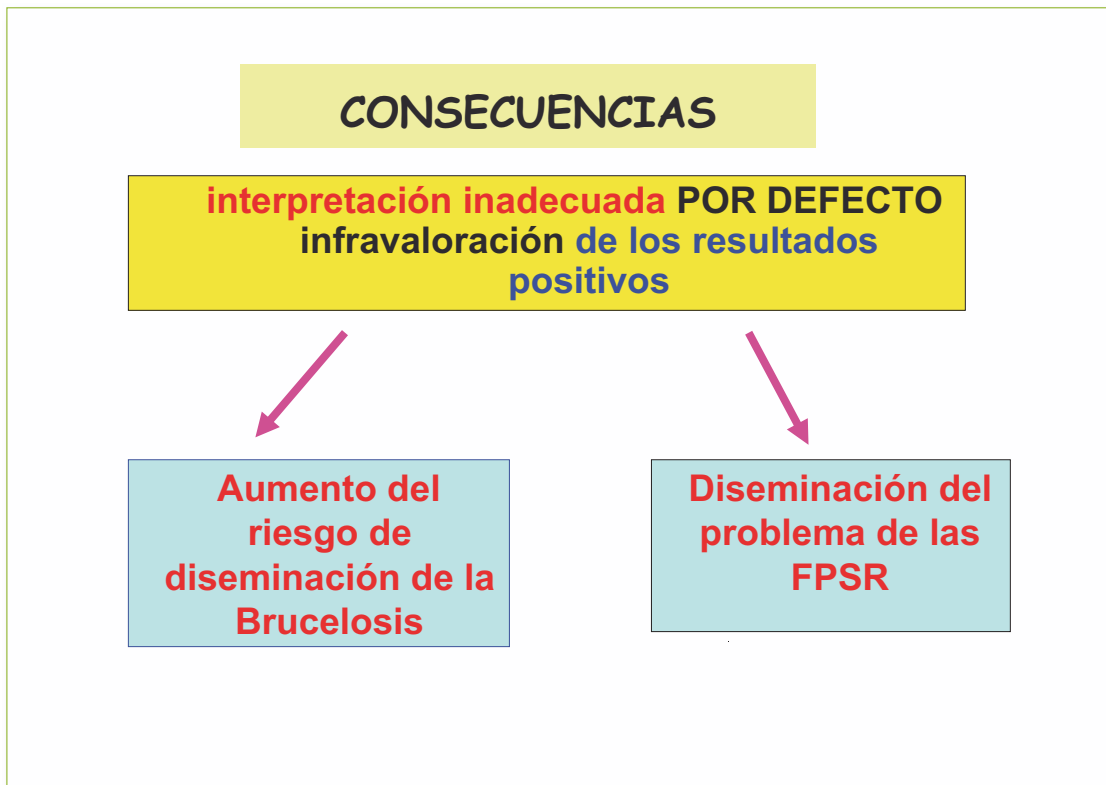 CONSECUENCIAS
interpretación inadecuada POR DEFECTO
infravaloración de los resultados
positivos
Aumento del
riesgo de
diseminación de la
Brucelosis
Diseminación del
problema de las
FPSR